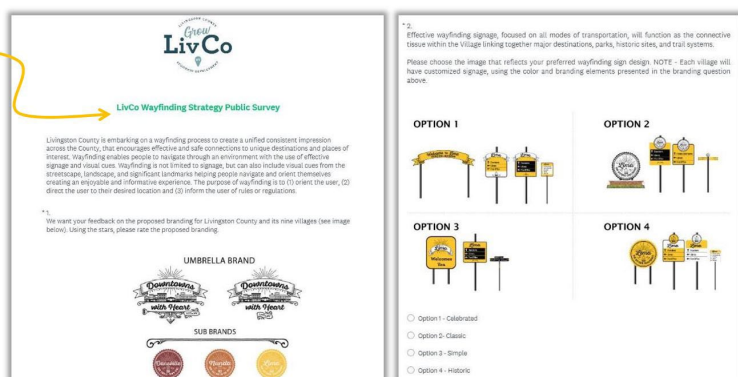 LIVINGSTON COUNTY
Grow
LivCo
ECONOMIC DEVELOPMENT
LivCo Wayfinding Strategy Public Survey
Livingston County is embarking on a wayfinding process to create a unified consistent impression
across the County, that encourages effective and safe connections to unique destinations and places of
interest. Wayfinding enables people to navigate through an environment with the use of effective
signage and visual cues. Wayfinding is not limited to signage, but can also include visual cues from the
streetscape, landscape, and significant landmarks helping people navigate and orient themselves
creating an enjoyable and informative experience. The purpose of wayfinding is to (1) orient the user, (2)
direct the user to their desired location and (3) inform the user of rules or regulations.
* 1.
We want your feedback on the proposed branding for Livingston County and its nine villages (see image
below). Using the stars, please rate the proposed branding.
UMBRELLA BRAND
Downtowns
with Heart
Downtowns
with Heart
SUB BRANDS
Dansville
Nunda
Lima
* 2.
Effective wayfinding signage, focused on all modes of transportation, will function as the connective
tissue within the Village linking together major destinations, parks, historic sites, and trail systems.
Please choose the image that reflects your preferred wayfinding sign design. NOTE - Each village will
have customized signage, using the color and branding elements presented in the branding question
above.
OPTION 1
Welcome to Lima
OPTION 2
Lima
OPTION 3
Lima
Welcomes
You
OPTION 4
Lima
Option 1 - Celebrated
Option 2- Classic
Option 3 - Simple
Option 4 - Historic